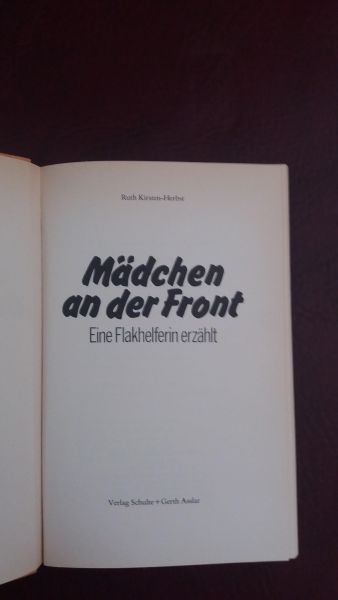 Ruth Kirsten-Herbst
Mädchen
an der Front
Eine Flakhelferin erzählt
Verlag Schulte + Gerth Asslar